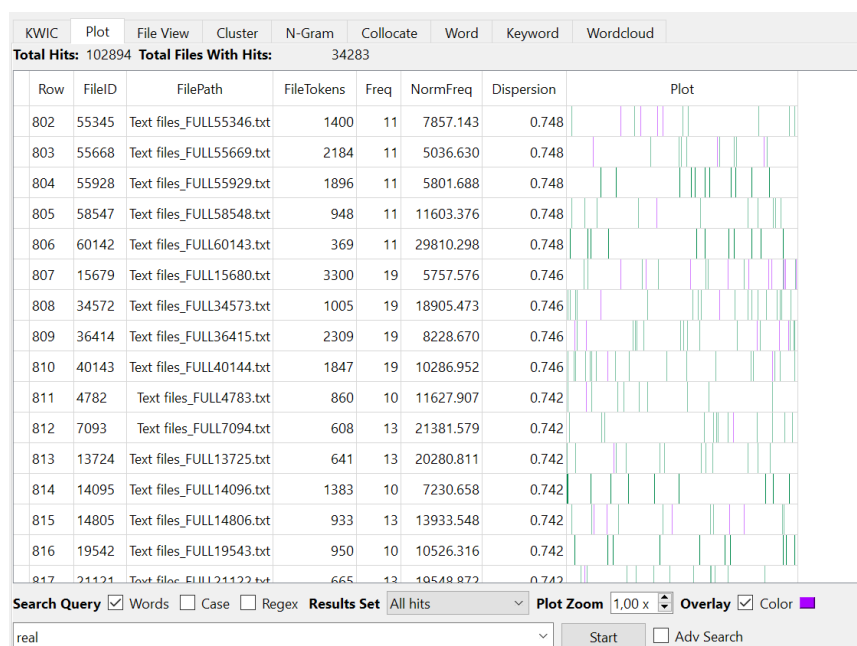 KWIC Plot File View Cluster N-Gram Collocate Word Keyword Wordcloud
Total Hits: 102894 Total Files With Hits: 34283
Row FileID FilePath FileTokens Freq NormFreq Dispersion Plot
802 55345 Text files_FULL55346.txt 1400 11 7857.143 0.748
803 55668 Text files_FULL55669.txt 2184 11 5036.630 0.748
804 55928 Text files_FULL55929.txt 1896 11 5801.688 0.748
805 58547 Text files_FULL58548.txt 948 11 11603.376 0.748
806 60142 Text files_FULL60143.txt 369 11 29810.298 0.748
807 15679 Text files_FULL15680.txt 3300 19 5757.576 0.746
808 34572 Text files_FULL34573.txt 1005 19 18905.473 0.746
809 36414 Text files_FULL36415.txt 2309 19 8228.670 0.746
810 40143 Text files_FULL40144.txt 1847 19 10286.952 0.746
811 4782 Text files_FULL4783.txt 860 10 11627.907 0.742
812 7093 Text files_FULL7094.txt 608 13 21381.579 0.742
813 13724 Text files_FULL13725.txt 641 13 20280.811 0.742
814 14095 Text files_FULL14096.txt 1383 10 7230.658 0.742
815 14805 Text files_FULL14806.txt 933 13 13933.548 0.742
816 19542 Text files_FULL19543.txt 950 10 10526.316 0.742
817 21121 Text files_FULL21122.txt 665 13 19548.872 0.742
Search Query Words Case Regex Results Set All hits Plot Zoom 1,00 x Overlay Color
real Start Adv Search